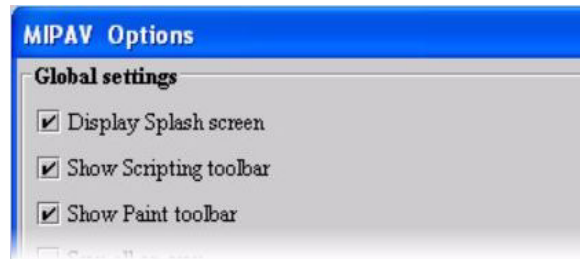 MIPAV Options
Global settings
Display Splash screen
Show Scripting toolbar
Show Paint toolbar